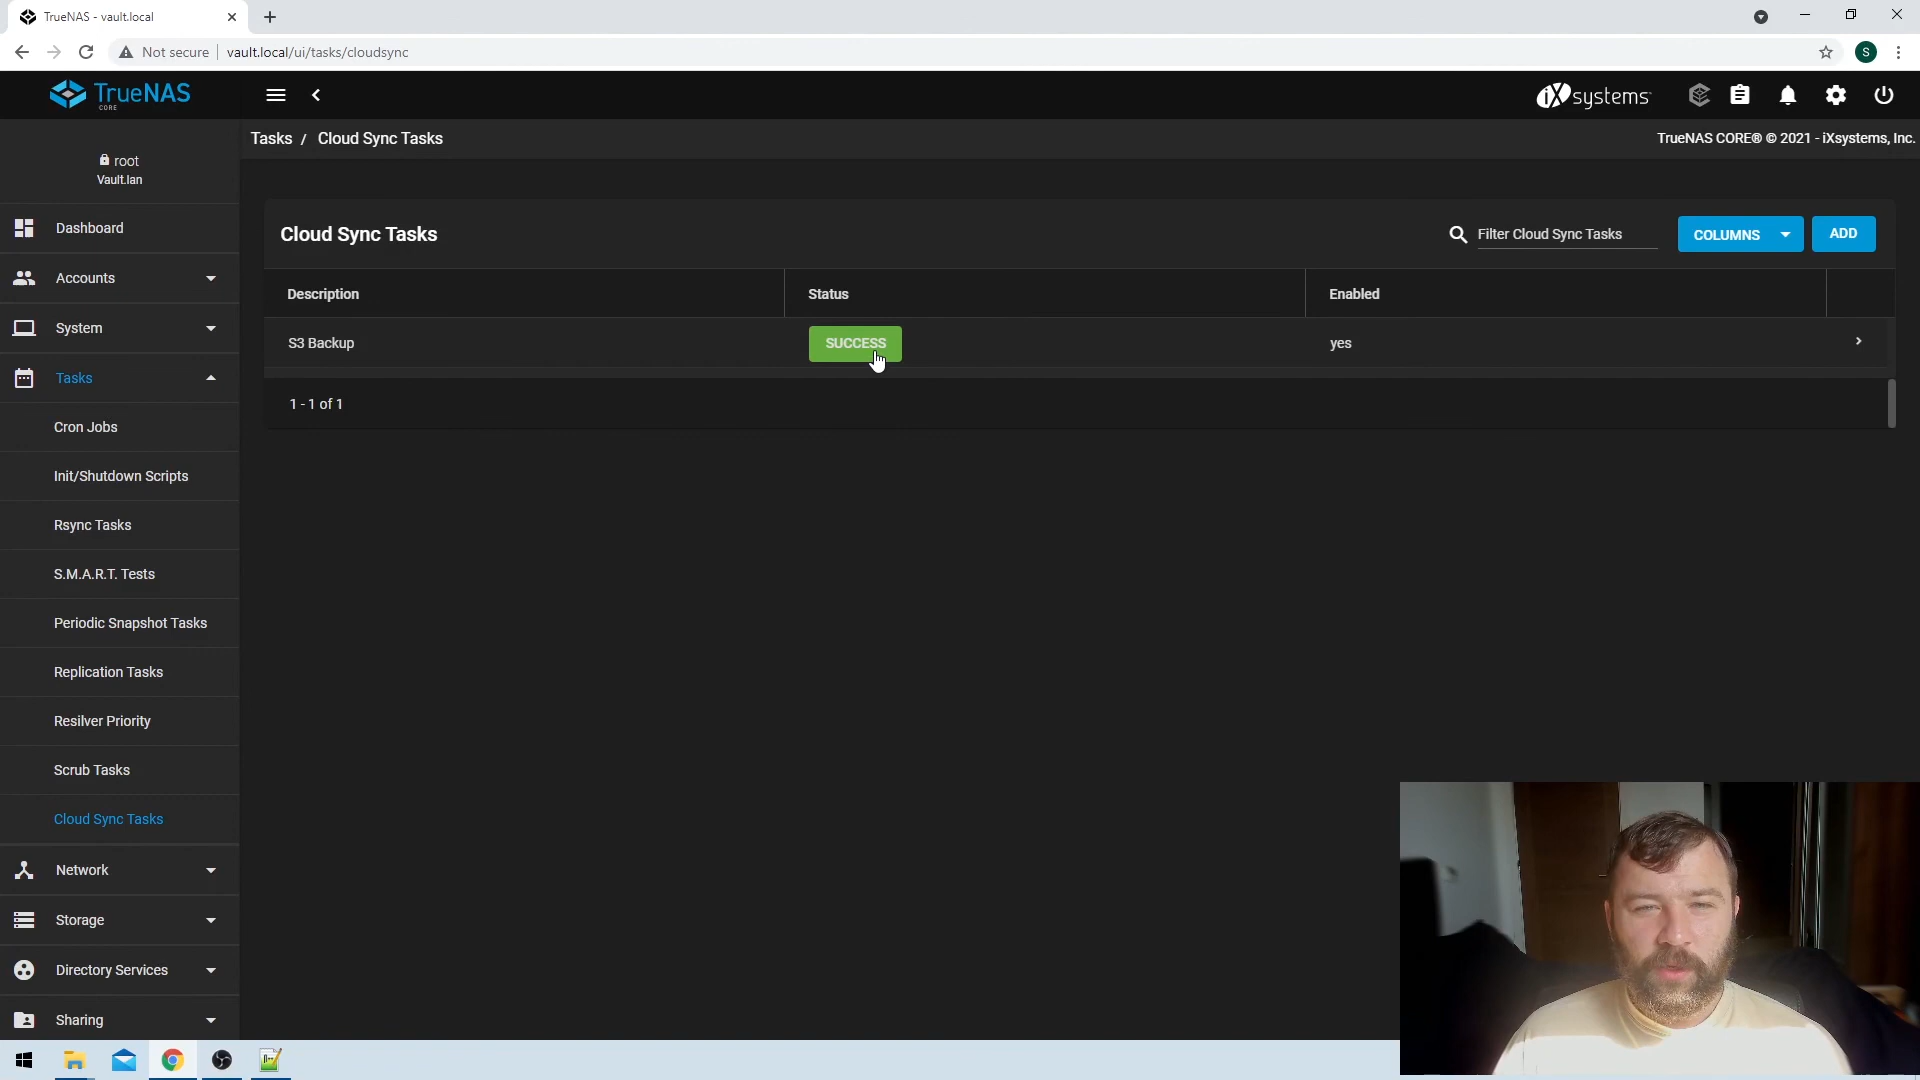 TrueNAS - vault.local
Not secure
vault.local/ui/tasks/cloudsync
S
TrueNAS
CORE
iXsystems
Tasks / Cloud Sync Tasks
TrueNAS CORE® © 2021 - iXsystems, Inc.
root
Vault.lan
Dashboard
Accounts
System
Tasks
Cron Jobs
Init/Shutdown Scripts
Rsync Tasks
S.M.A.R.T. Tests
Periodic Snapshot Tasks
Replication Tasks
Resilver Priority
Scrub Tasks
Cloud Sync Tasks
Network
Storage
Directory Services
Sharing
Cloud Sync Tasks
Filter Cloud Sync Tasks
COLUMNS
ADD
Description
Status
Enabled
S3 Backup
SUCCESS
yes
1 - 1 of 1